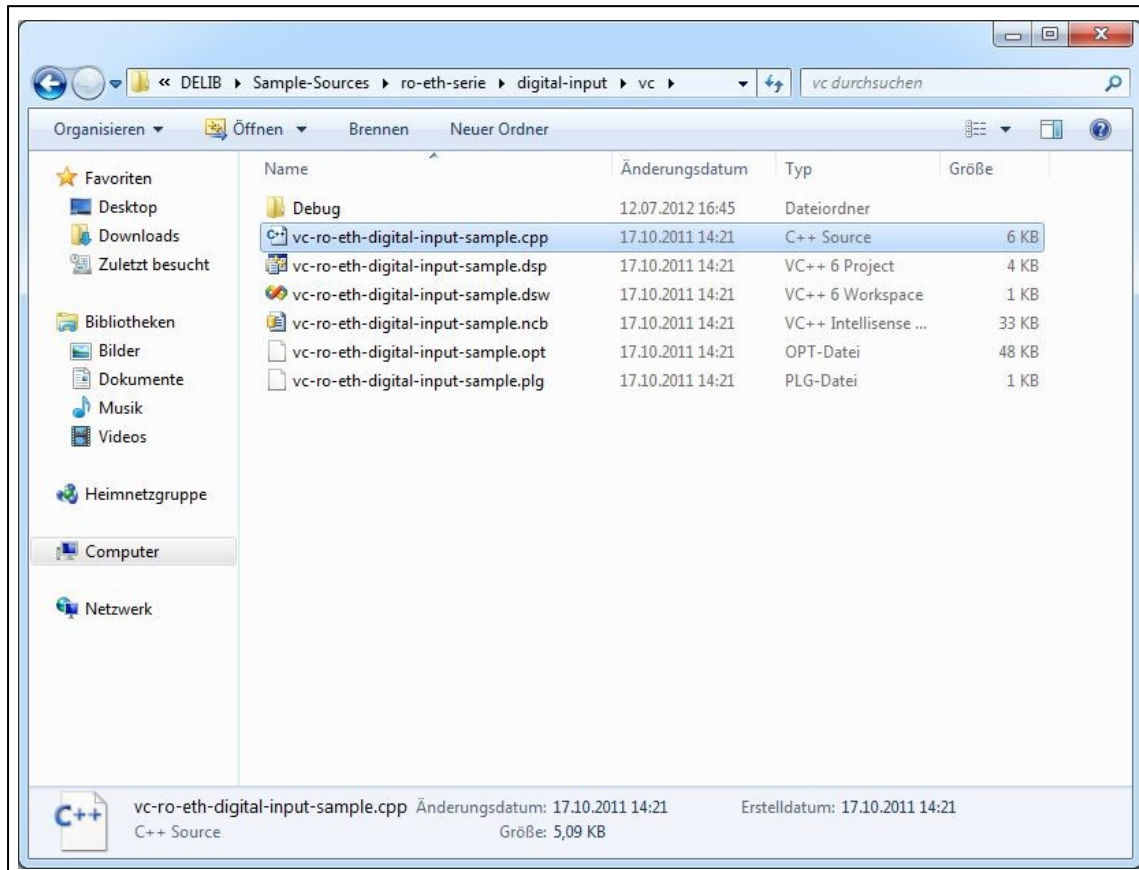 « DELIB ▸ Sample-Sources ▸ ro-eth-serie ▸ digital-input ▸ vc ▸ vc durchsuchen
Organisieren Öffnen Brennen Neuer Ordner
Name Änderungsdatum Typ Größe
Favoriten
Desktop
Downloads
Zuletzt besucht
Bibliotheken
Bilder
Dokumente
Musik
Videos
Heimnetzgruppe
Computer
Netzwerk
Debug 12.07.2012 16:45 Dateiordner
vc-ro-eth-digital-input-sample.cpp 17.10.2011 14:21 C++ Source 6 KB
vc-ro-eth-digital-input-sample.dsp 17.10.2011 14:21 VC++ 6 Project 4 KB
vc-ro-eth-digital-input-sample.dsw 17.10.2011 14:21 VC++ 6 Workspace 1 KB
vc-ro-eth-digital-input-sample.ncb 17.10.2011 14:21 VC++ Intellisense ... 33 KB
vc-ro-eth-digital-input-sample.opt 17.10.2011 14:21 OPT-Datei 48 KB
vc-ro-eth-digital-input-sample.plg 17.10.2011 14:21 PLG-Datei 1 KB
C++
vc-ro-eth-digital-input-sample.cpp Änderungsdatum: 17.10.2011 14:21 Erstelldatum: 17.10.2011 14:21
C++ Source Größe: 5,09 KB